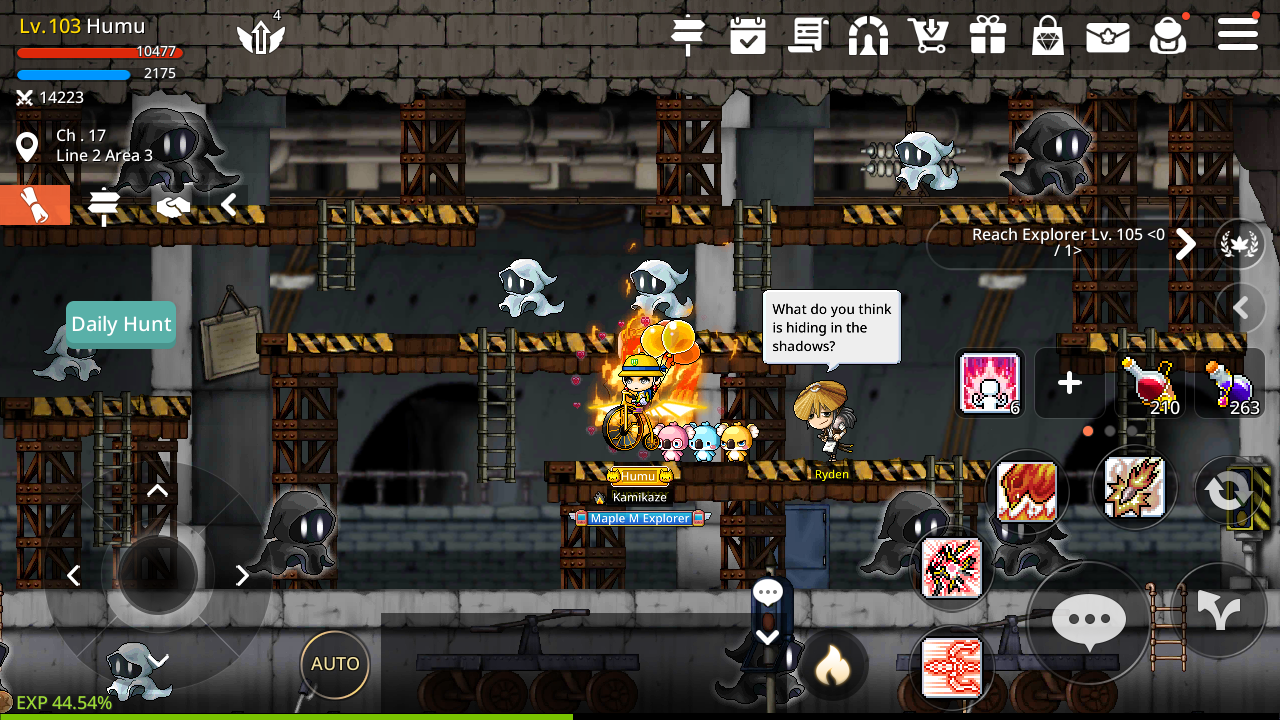 Lv.103 Humu
4
10477
2175
14223
Ch . 17
Line 2 Area 3
Reach Explorer Lv. 105 <0
/ 1>
Daily Hunt
What do you think
is hiding in the
shadows?
6
210
263
Humu
Ryden
Kamikaze
Maple M Explorer
AUTO
EXP 44.54%